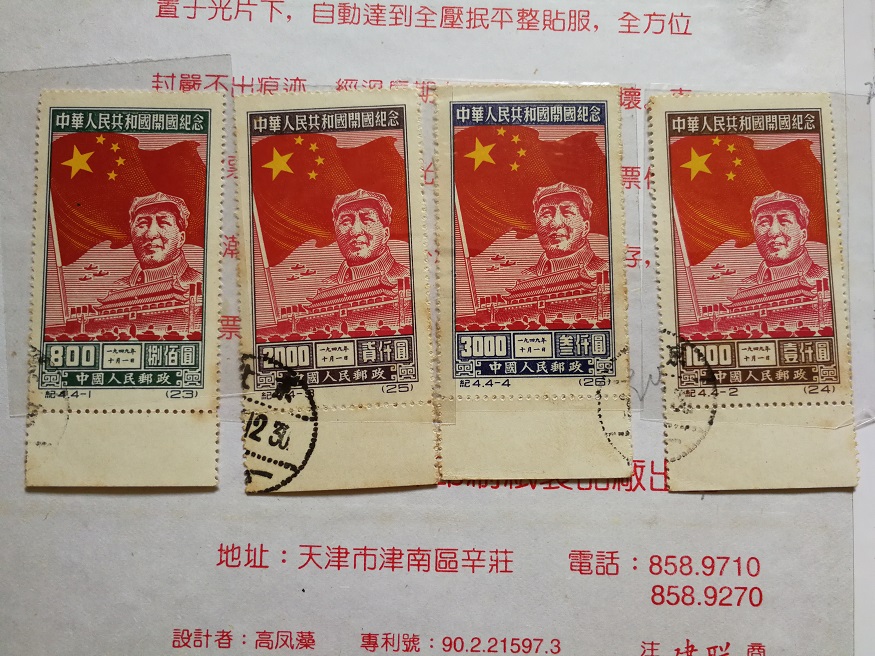 置于光片下，自動達到全壓抿平整貼服，全方位
封嚴不出痕迹
中華人民共和國開國紀念
800
一九四九年
十月一日
捌佰圓
中國人民郵政
紀4.4-1
(23)
中華人民共和國開國紀念
一九四九年
十月一日
貳仟圓
中國人民郵政
(25)
12 30
中華人民共和國開國紀念
3000
一九四九年
十月一日
叁仟圓
中國人民郵政
紀4.4-4
(26)
中華人民共和國開國紀念
一九四九年
十月一日
壹仟圓
中國人民郵政
紀4.4-2
(24)
票
存，
票
廠出
地址：天津市津南區辛莊
電話：858.9710
858.9270
設計者：高凤藻
專利號：90.2.21597.3